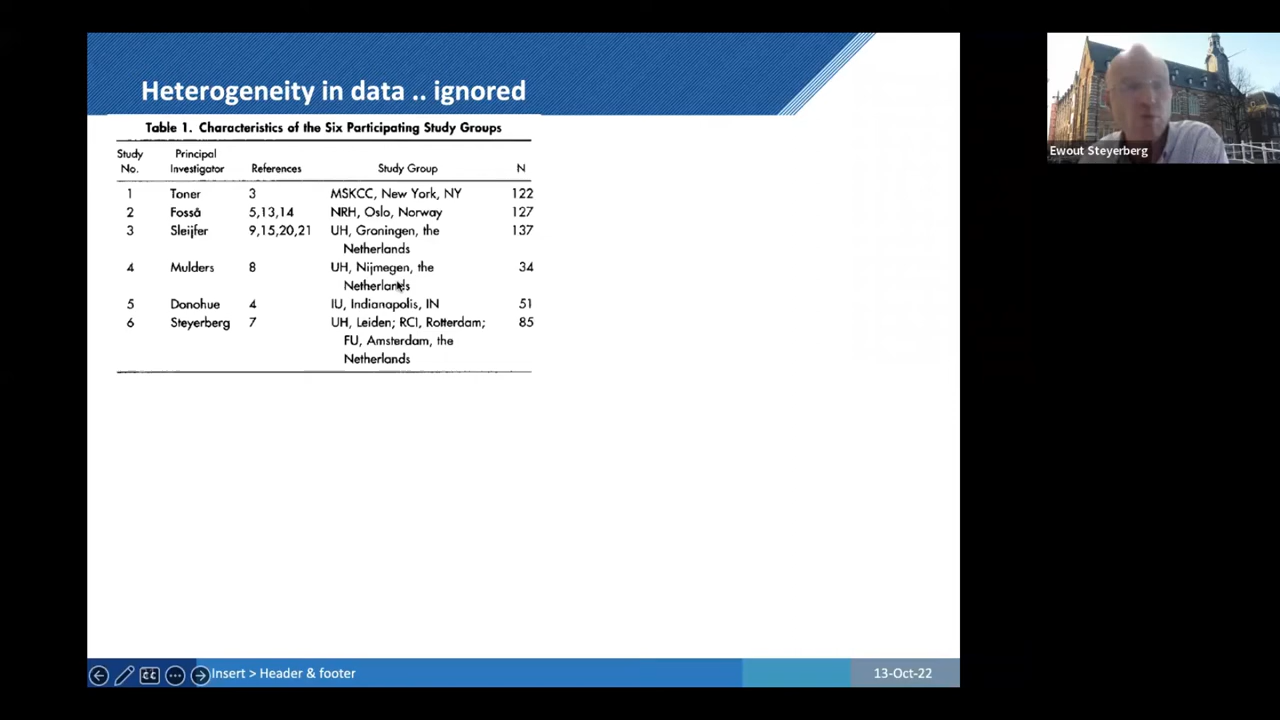 Heterogeneity in data .. ignored
Table 1. Characteristics of the Six Participating Study Groups
Study No. Principal Investigator References Study Group N
1 Toner 3 MSKCC, New York, NY 122
2 Fosså 5,13,14 NRH, Oslo, Norway 127
3 Sleijfer 9,15,20,21 UH, Groningen, the 137
Netherlands
4 Mulders 8 UH, Nijmegen, the 34
Netherlands
5 Donohue 4 IU, Indianapolis, IN 51
6 Steyerberg 7 UH, Leiden; RCI, Rotterdam; 85
FU, Amsterdam, the
Netherlands
Insert > Header & footer
13-Oct-22
Ewout Steyerberg